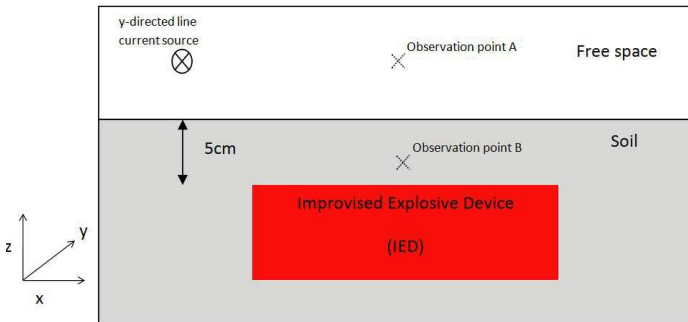 y-directed line
current source
Observation point A
Free space
5cm
Observation point B
Soil
Improvised Explosive Device
(IED)
z
y
x